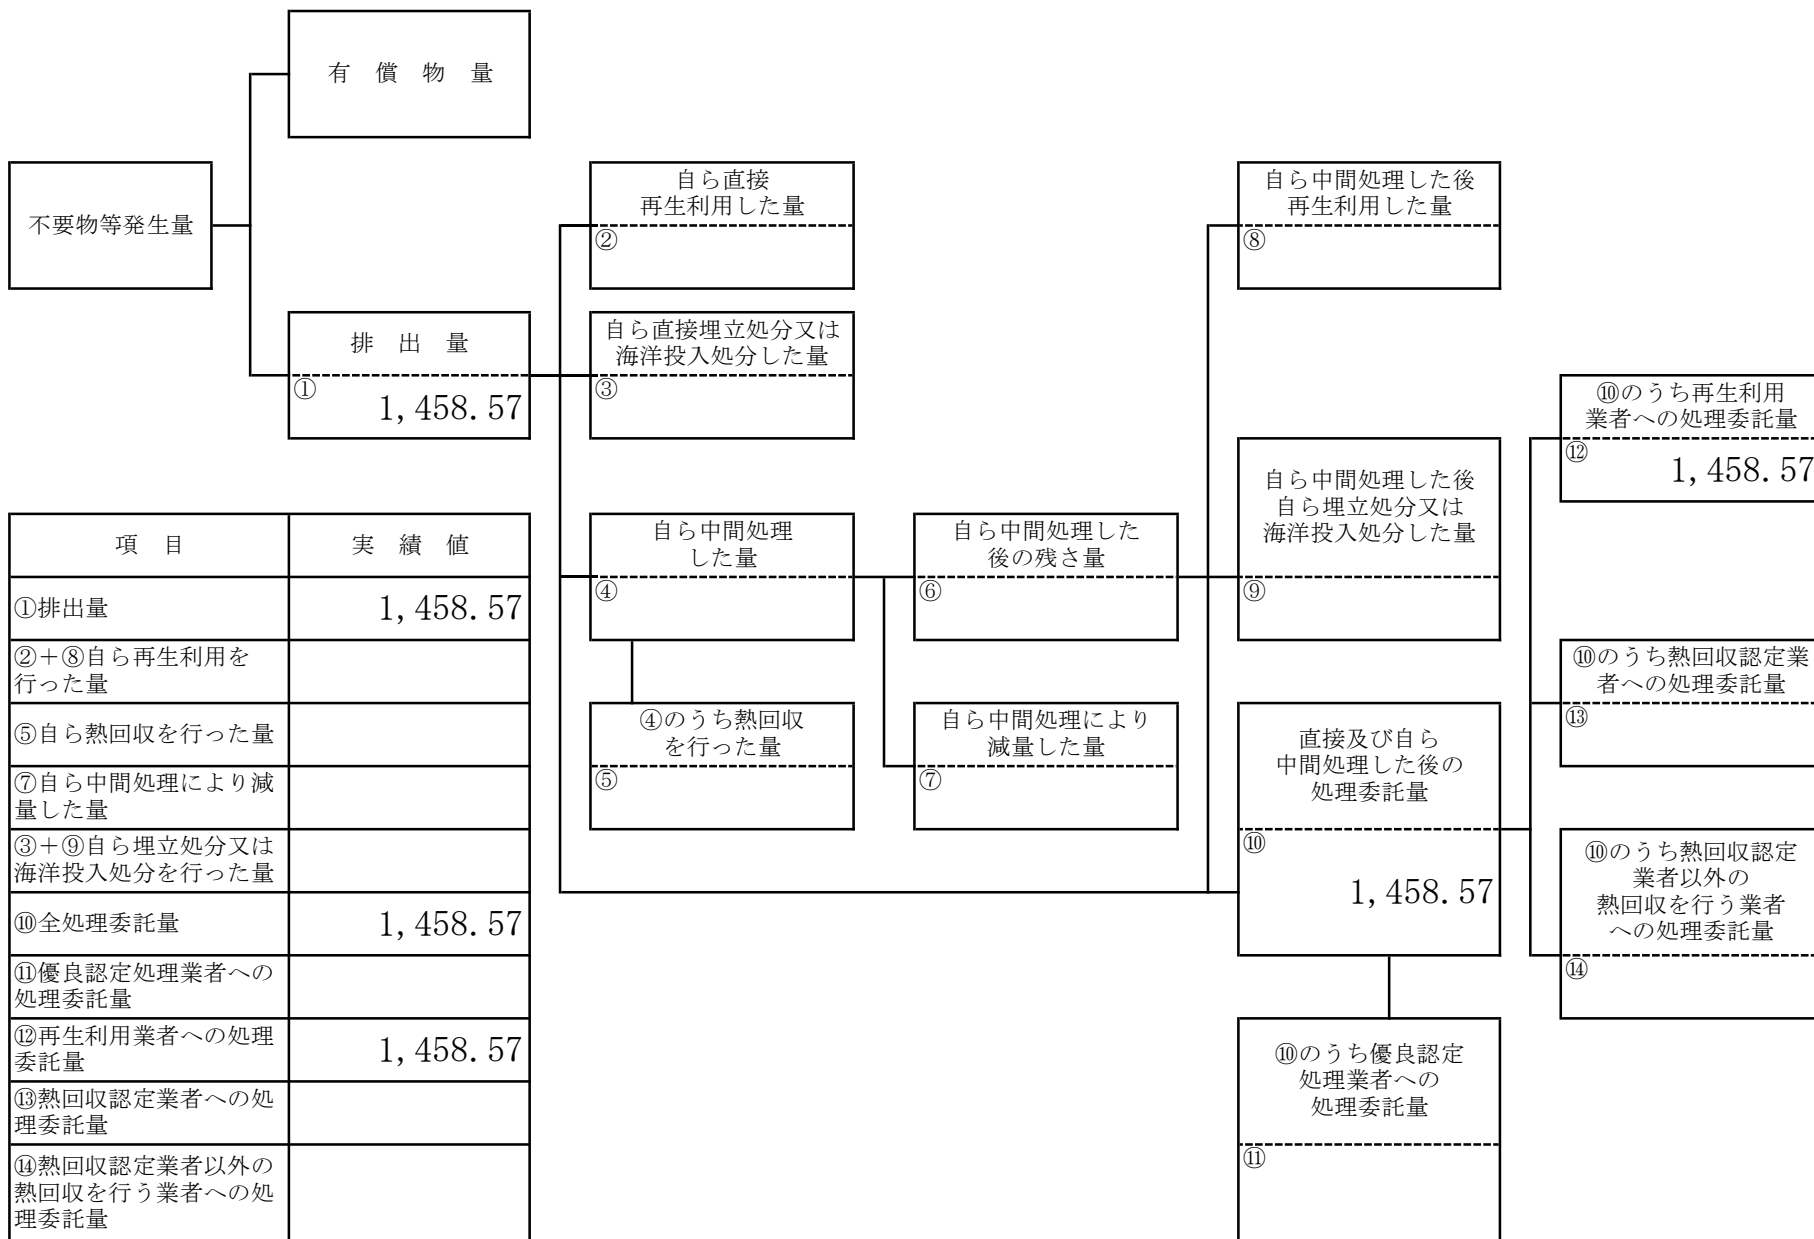 有 償 物 量
不要物等発生量
排 出 量
①
1,458.57
自ら直接
再生利用した量
②
自ら直接埋立処分又は
海洋投入処分した量
③
自ら中間処理
した量
④
④のうち熱回収
を行った量
⑤
自ら中間処理した
後の残さ量
⑥
自ら中間処理により
減量した量
⑦
自ら中間処理した後
再生利用した量
⑧
自ら中間処理した後
自ら埋立処分又は
海洋投入処分した量
⑨
直接及び自ら
中間処理した後の
処理委託量
⑩
1,458.57
⑩のうち優良認定
処理業者への
処理委託量
⑪
⑩のうち再生利用
業者への処理委託量
⑫
1,458.57
⑩のうち熱回収認定業
者への処理委託量
⑬
⑩のうち熱回収認定
業者以外の
熱回収を行う業者
への処理委託量
⑭
項 目 実 績 値
①排出量 1,458.57
②+⑧自ら再生利用を
行った量
⑤自ら熱回収を行った量
⑦自ら中間処理により減
量した量
③+⑨自ら埋立処分又は
海洋投入処分を行った量
⑩全処理委託量 1,458.57
⑪優良認定処理業者への
処理委託量
⑫再生利用業者への処理
委託量 1,458.57
⑬熱回収認定業者への処
理委託量
⑭熱回収認定業者以外の
熱回収を行う業者への処
理委託量